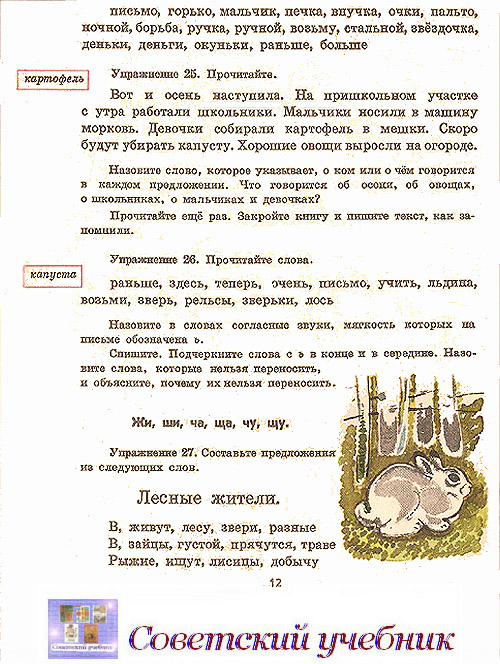 письмо, горько, мальчик, печка, внучка, очки, пальто,
ночной, борьба, ручка, ручной, возьму, стальной, звёздочка,
деньки, деньги, окуньки, раньше, больше
картофель
Упражнение 25. Прочитайте.
Вот и осень наступила. На пришкольном участке
с утра работали школьники. Мальчики носили в машину
морковь. Девочки собирали картофель в мешки. Скоро
будут убирать капусту. Хорошие овощи выросли на огороде.
Назовите слово, которое указывает, о ком или о чём говорится
в каждом предложении. Что говорится об осени, об овощах,
о школьниках, о мальчиках и девочках?
Прочитайте ещё раз. Закройте книгу и пишите текст, как за-
помнили.
Упражнение 26. Прочитайте слова.
капуста
раньше, здесь, теперь, очень, письмо, учить, льдина,
возьми, зверь, рельсы, зверьки, лось
Назовите в словах согласные звуки, мягкость которых на
письме обозначена ь.
Спишите. Подчеркните слова с ь в конце и в середине. Назо-
вите слова, которые нельзя переносить,
и объясните, почему их нельзя переносить.
Жи, ши, ча, ща, чу, щу.
Упражнение 27. Составьте предложения
из следующих слов.
Лесные жители.
В, живут, лесу, звери, разные
В, зайцы, густой, прячутся, траве
Рыжие, ищут, лисицы, добычу
12
Советский учебник
Советский учебник